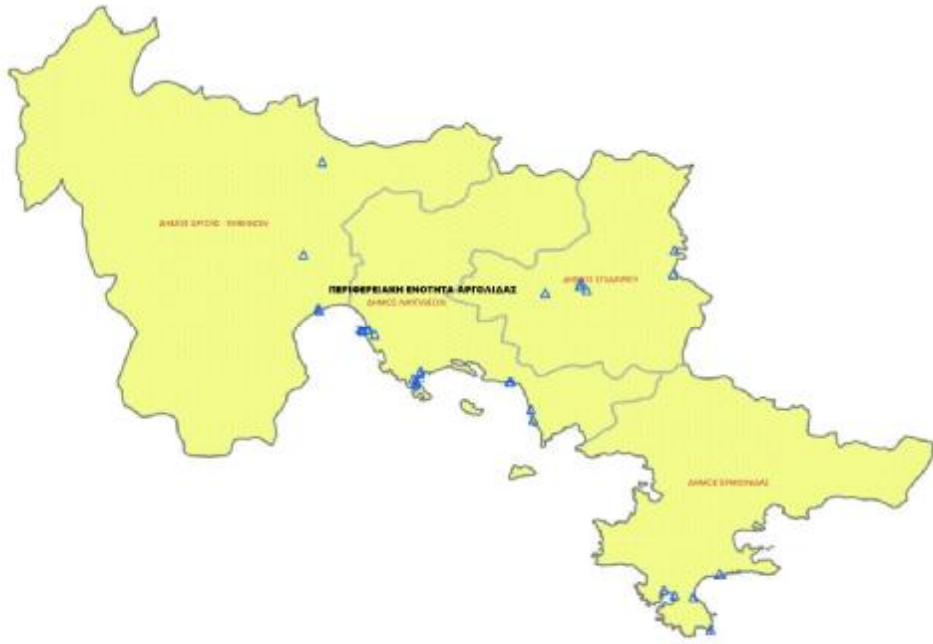 ΔΗΜΟΣ ΑΡΓΟΥΣ - ΜΥΚΗΝΩΝ
ΔΗΜΟΣ ΕΠΙΔΑΥΡΟΥ
ΠΕΡΙΦΕΡΕΙΑΚΗ ΕΝΟΤΗΤΑ ΑΡΓΟΛΙΔΑΣ
ΔΗΜΟΣ ΝΑΥΠΛΙΕΩΝ
ΔΗΜΟΣ ΕΡΜΙΟΝΙΔΑΣ